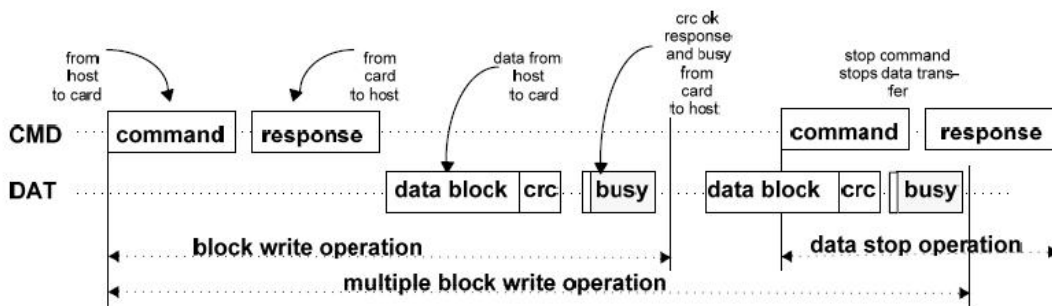 from
host
to card
from
card
to host
data from
host
to card
crc ok
response
and busy
from
card
to host
stop command
stops data trans-
fer
CMD
command
response
command
response
DAT
data block
crc
busy
data block
crc
busy
block write operation
data stop operation
multiple block write operation